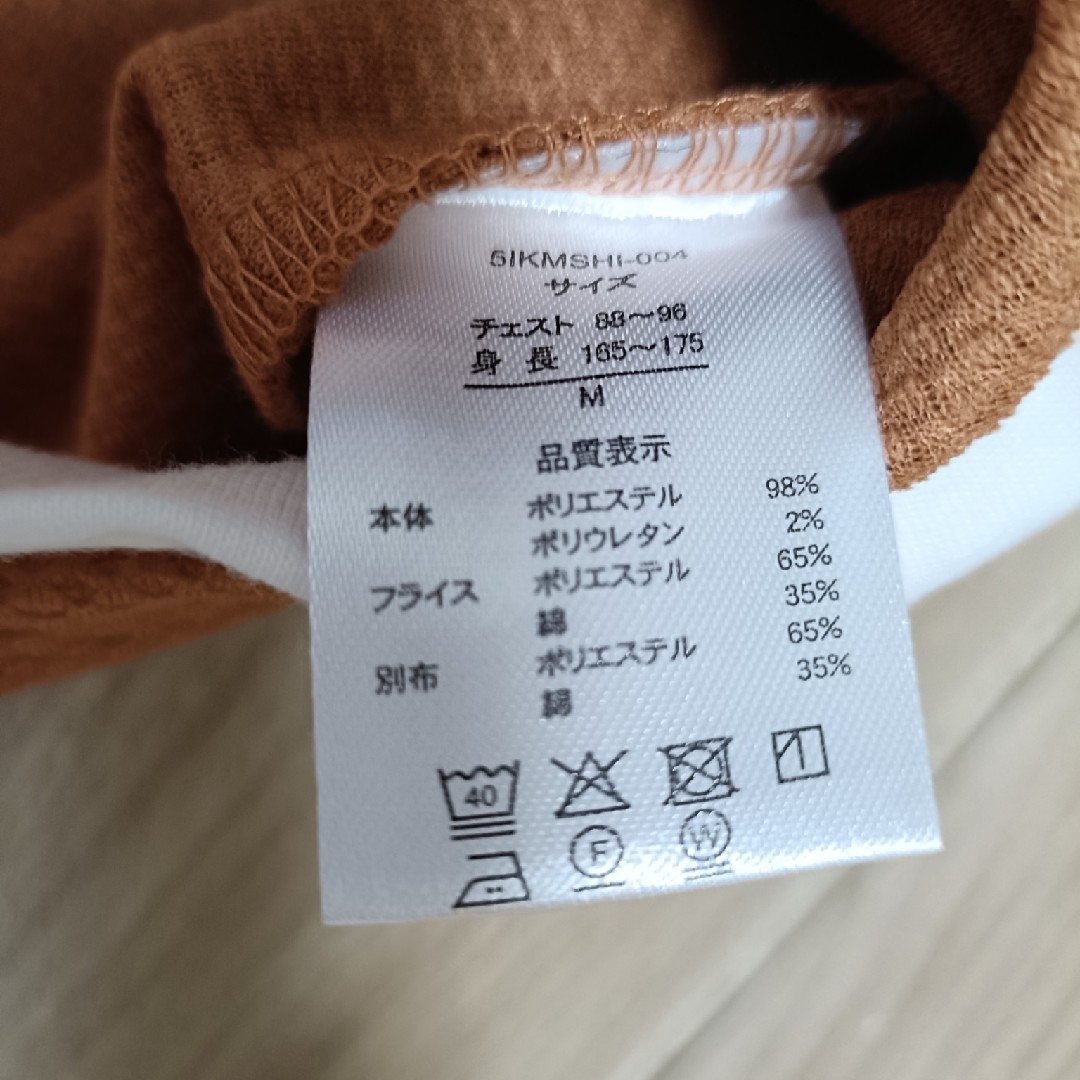 5IKMSHI-004
サイズ
チェスト 88～96
身長 165～175
M
品質表示
本体 ポリエステル 98%
ポリウレタン 2%
フライス ポリエステル 65%
綿 35%
別布 ポリエステル 65%
綿 35%
40
F W